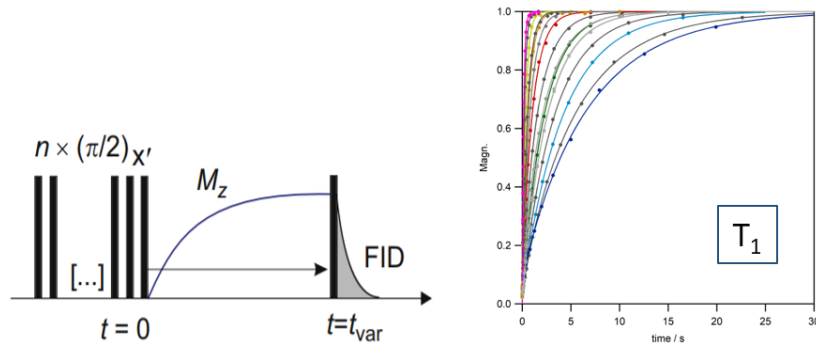 n × (π/2)x'
Mz
[...]
FID
t = 0
t=tvar
Magn.
1.0
0.8
0.6
0.4
0.2
0.0
T1
0
5
10
15
20
25
30
time / s